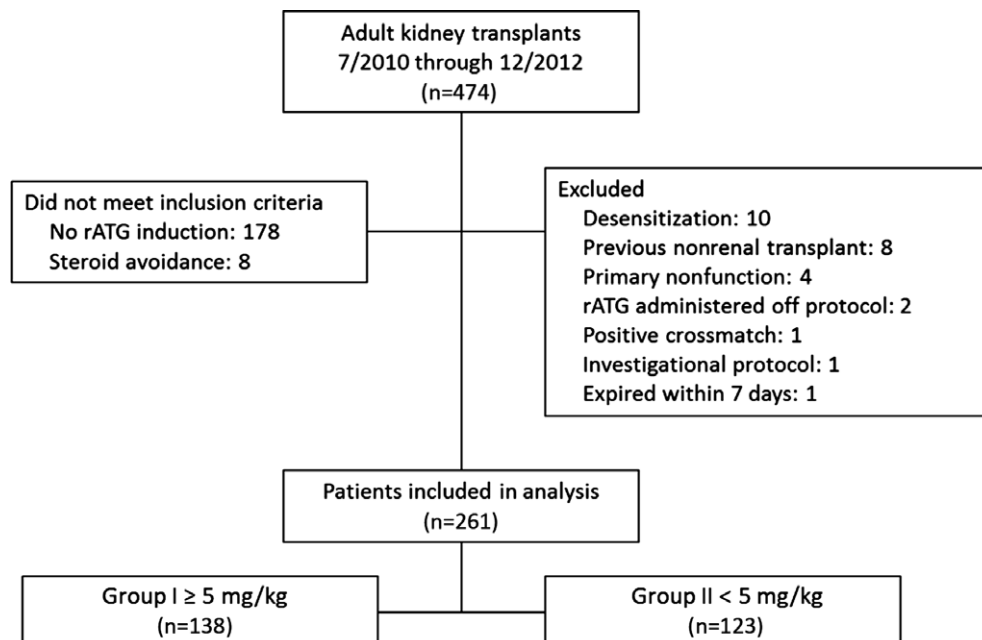 Adult kidney transplants
7/2010 through 12/2012
(n=474)
Did not meet inclusion criteria
No rATG induction: 178
Steroid avoidance: 8
Excluded
Desensitization: 10
Previous nonrenal transplant: 8
Primary nonfunction: 4
rATG administered off protocol: 2
Positive crossmatch: 1
Investigational protocol: 1
Expired within 7 days: 1
Patients included in analysis
(n=261)
Group I ≥ 5 mg/kg
(n=138)
Group II < 5 mg/kg
(n=123)